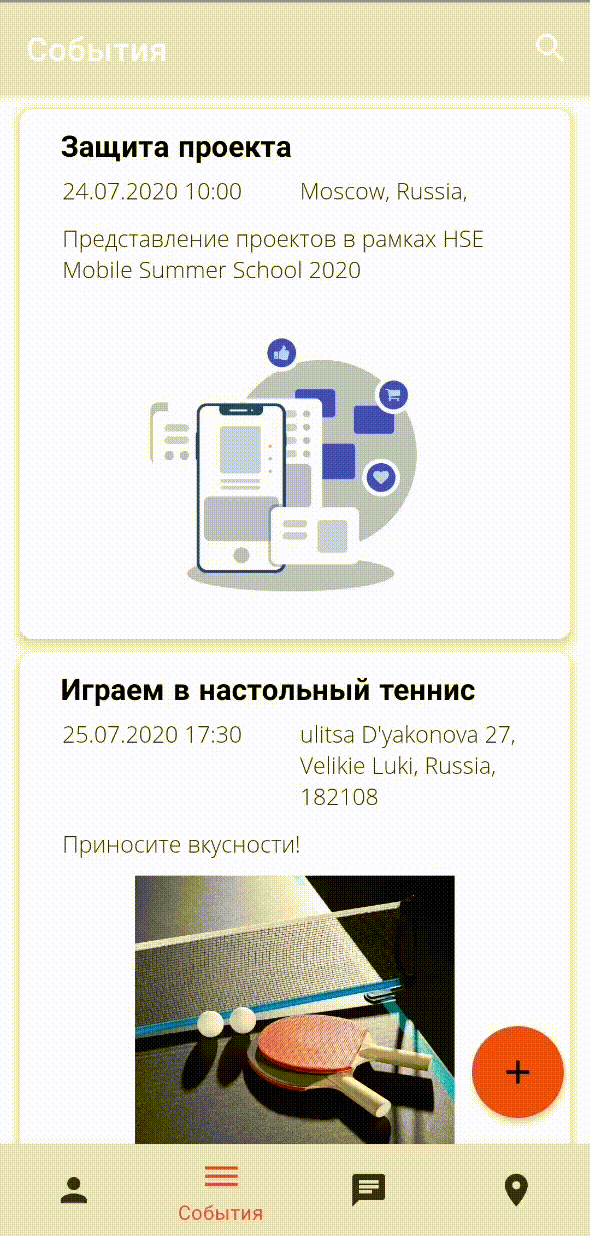 События
Защита проекта
24.07.2020 10:00
Moscow, Russia,
Представление проектов в рамках HSE
Mobile Summer School 2020
Играем в настольный теннис
25.07.2020 17:30
ulitsa D'yakonova 27,
Velikie Luki, Russia,
182108
Приносите вкусности!
События